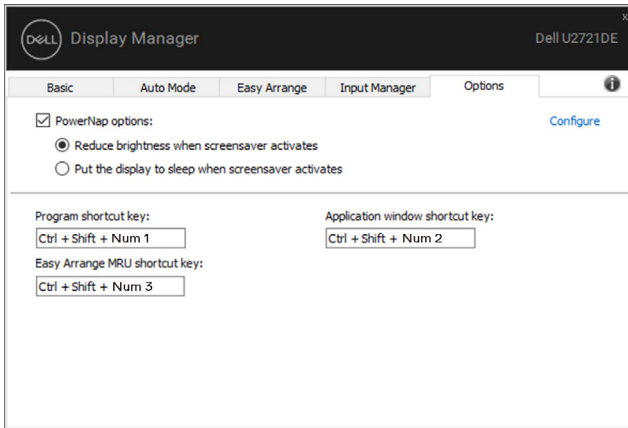 DELL Display Manager
Dell U2721DE
x
Basic
Auto Mode
Easy Arrange
Input Manager
Options
i
PowerNap options:
Configure
Reduce brightness when screensaver activates
Put the display to sleep when screensaver activates
Program shortcut key:
Application window shortcut key:
Ctrl + Shift + Num 1
Ctrl + Shift + Num 2
Easy Arrange MRU shortcut key:
Ctrl + Shift + Num 3